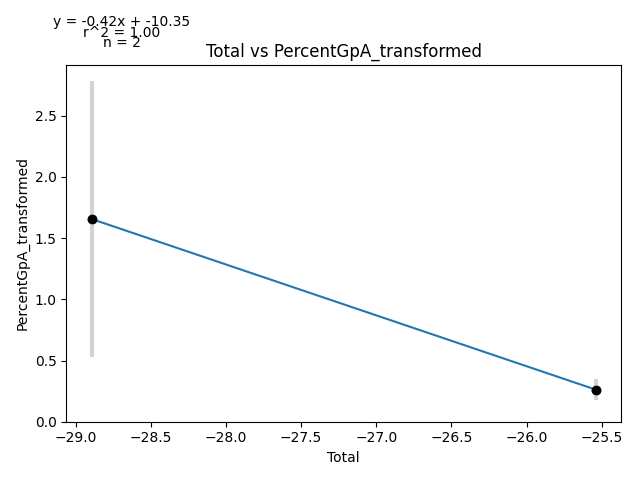 y = -0.42x + -10.35
r^2 = 1.00
n = 2
Total vs PercentGpA_transformed
PercentGpA_transformed
2.5
2.0
1.5
1.0
0.5
0.0
−29.0 −28.5 −28.0 −27.5 −27.0 −26.5 −26.0 −25.5
Total